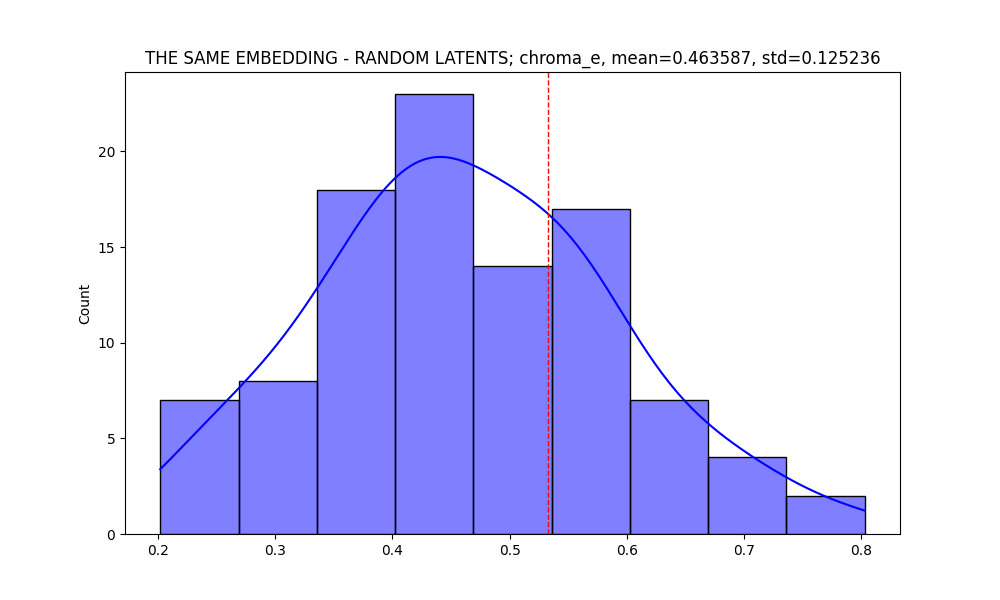 THE SAME EMBEDDING - RANDOM LATENTS; chroma_e, mean=0.463587, std=0.125236
20
15
10
5
0
Count
0.2 0.3 0.4 0.5 0.6 0.7 0.8